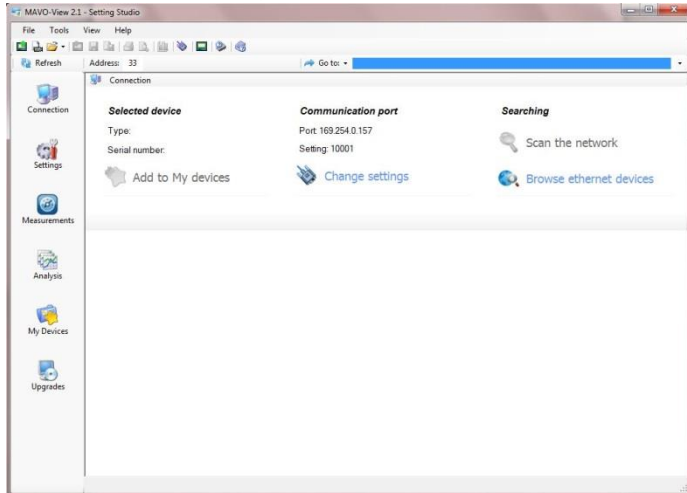 MAVO-View 2.1 - Setting Studio
File Tools View Help
Refresh Address: 33 Go to:
Connection
Connection
Selected device Communication port Searching
Type: Port: 169.254.0.157 Scan the network
Serial number: Setting: 10001
Add to My devices Change settings Browse ethernet devices
Settings
Measurements
Analysis
My Devices
Upgrades